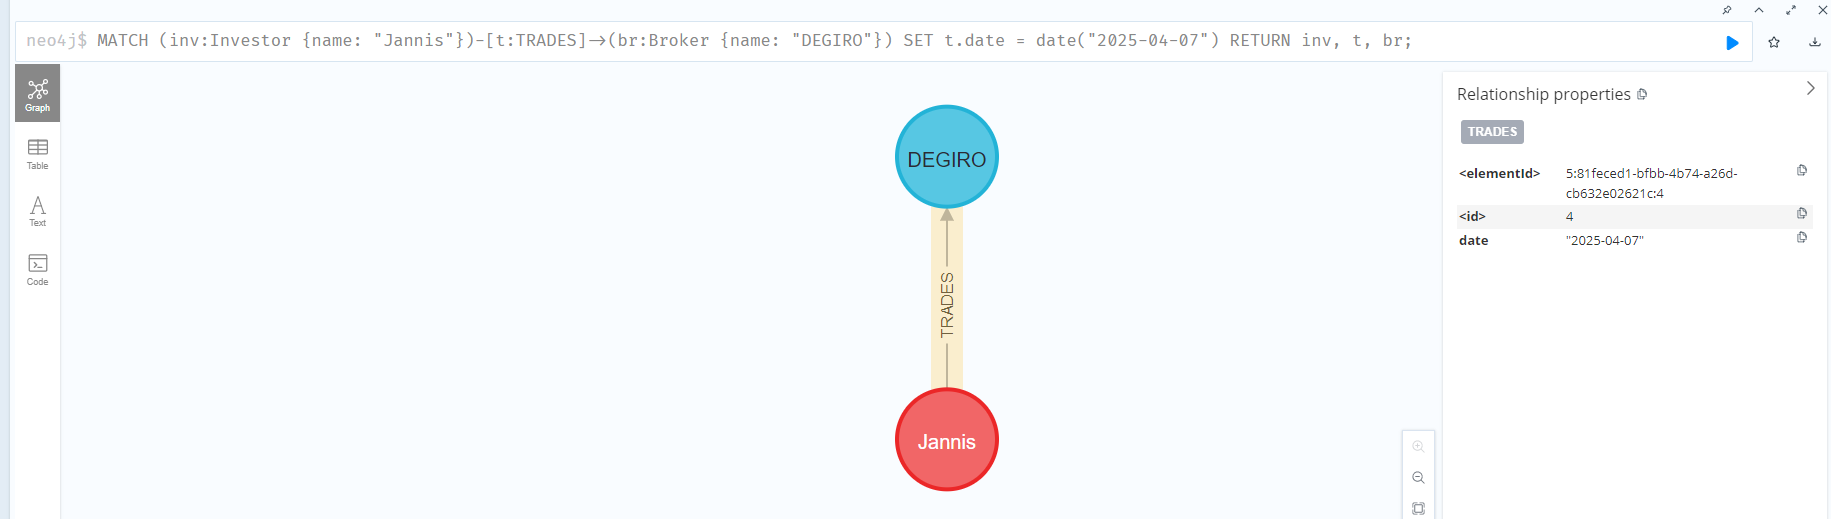 neo4j$ MATCH (inv:Investor {name: "Jannis"})-[t:TRADES]->(br:Broker {name: "DEGIRO"}) SET t.date = date("2025-04-07") RETURN inv, t, br;
Graph
Table
Text
Code
DEGIRO
TRADES
Jannis
Relationship properties
TRADES
<elementId> 5:81feced1-bfbb-4b74-a26d-
cb632e02621c:4
<id> 4
date "2025-04-07"